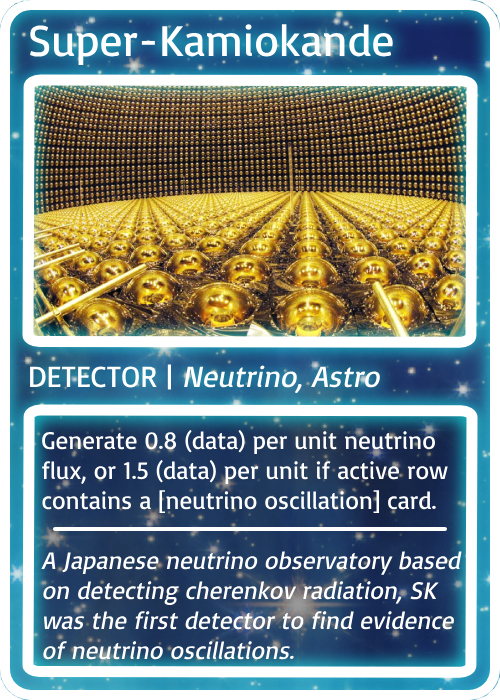 Super-Kamiokande
DETECTOR | Neutrino, Astro
Generate 0.8 (data) per unit neutrino
flux, or 1.5 (data) per unit if active row
contains a [neutrino oscillation] card.
A Japanese neutrino observatory based
on detecting cherenkov radiation, SK
was the first detector to find evidence
of neutrino oscillations.